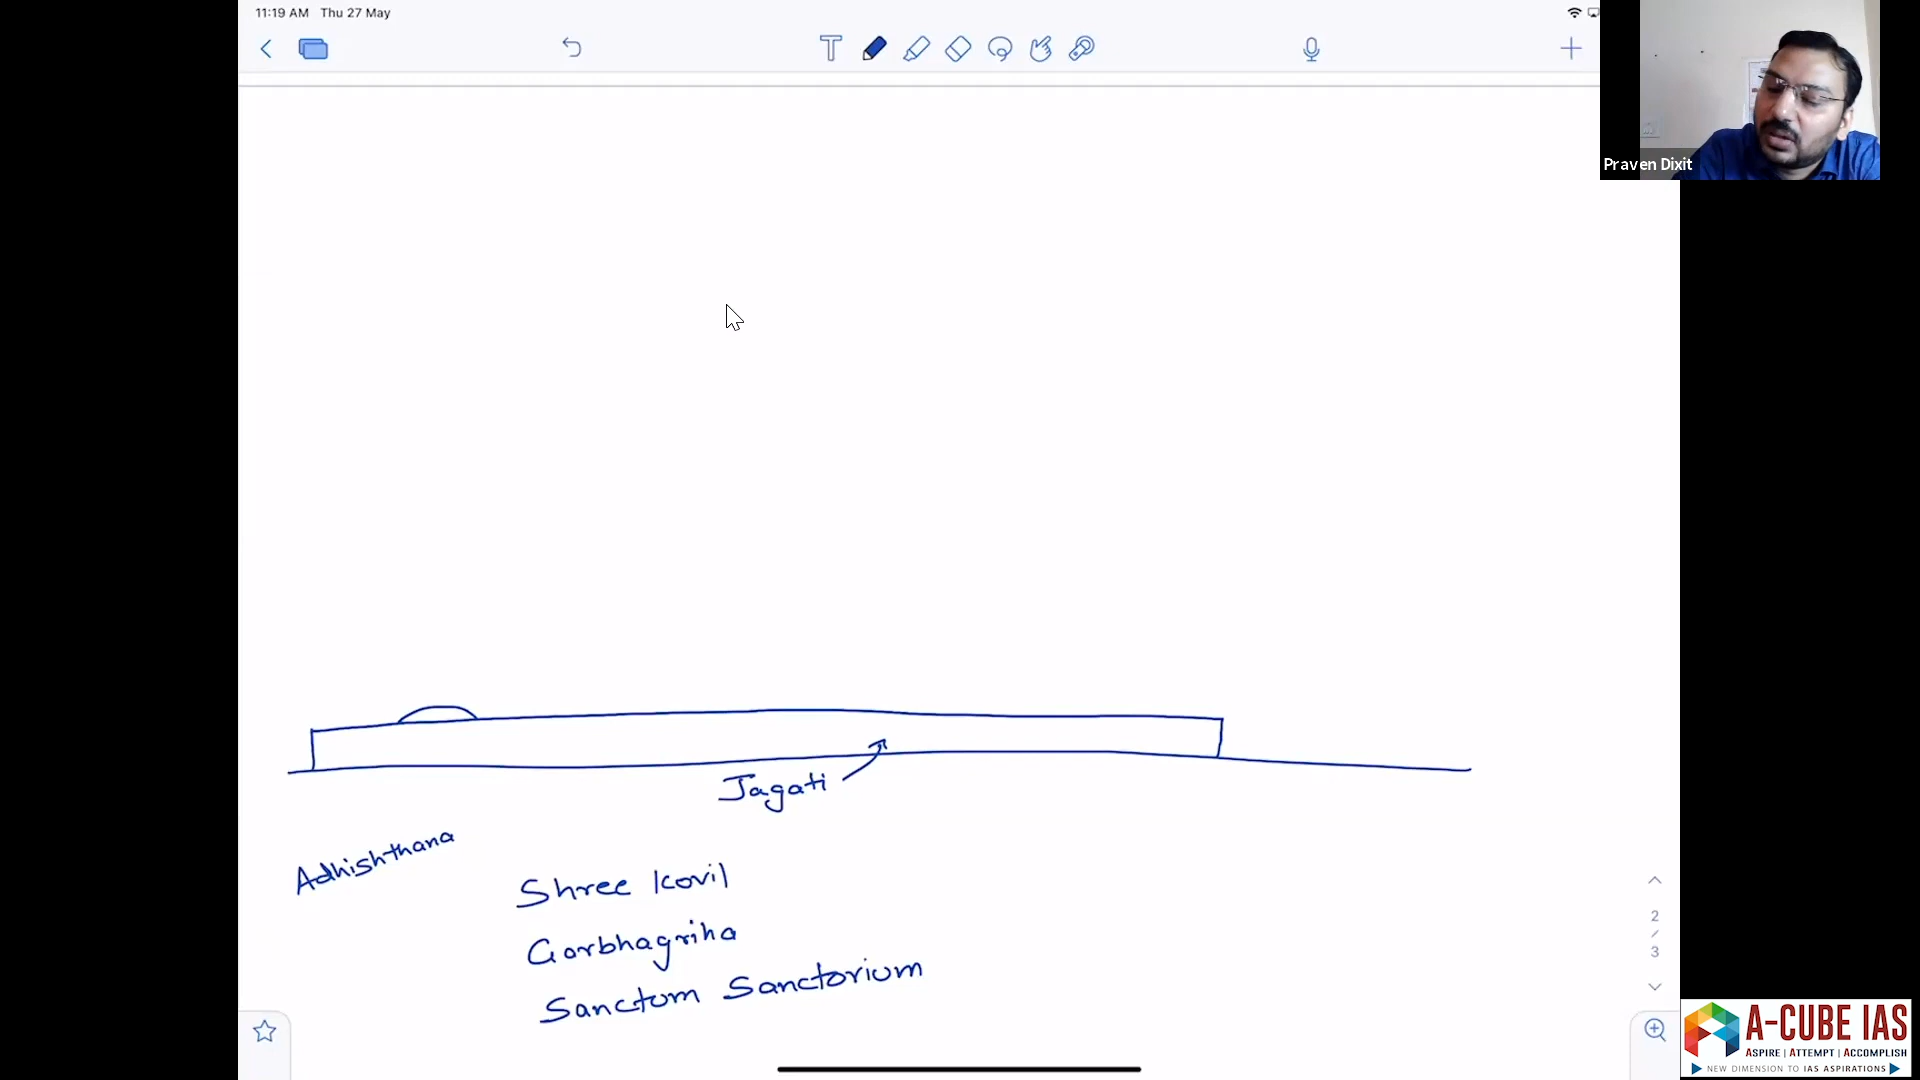 11:19 AM Thu 27 May
Praven Dixit
Jagati
Adhishthana
Shree Kovil
Garbhagriha
Sanctum Sanctorium
2
/
3
A-CUBE IAS
ASPIRE | ATTEMPT | ACCOMPLISH
NEW DIMENSION TO IAS ASPIRATIONS